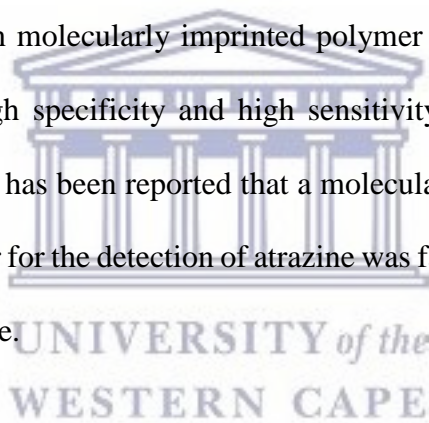 molecularly imprinted polymer
specificity and high sensitivity
has been reported that a molecula
for the detection of atrazine was f
e.
UNIVERSITY of the
WESTERN CAPE